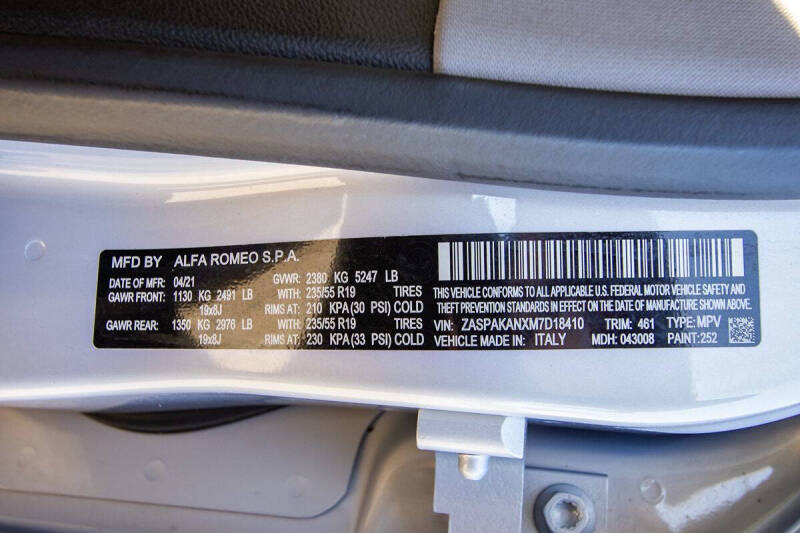 MFD BY ALFA ROMEO S.P.A.
DATE OF MFR: 04/21 GVWR: 2380 KG 5247 LB
GAWR FRONT: 1130 KG 2491 LB WITH: 235/55 R19 TIRES
19x8J RIMS AT: 210 KPA (30 PSI) COLD
GAWR REAR: 1350 KG 2976 LB WITH: 235/55 R19 TIRES
19x8J RIMS AT: 230 KPA (33 PSI) COLD
THIS VEHICLE CONFORMS TO ALL APPLICABLE U.S. FEDERAL MOTOR VEHICLE SAFETY AND
THEFT PREVENTION STANDARDS IN EFFECT ON THE DATE OF MANUFACTURE SHOWN ABOVE.
VIN: ZASPAKANXM7D18410 TRIM: 461 TYPE: MPV
VEHICLE MADE IN: ITALY MDH: 043008 PAINT: 252